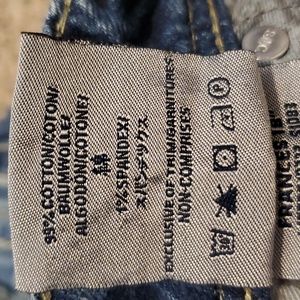 99% COTTON/COTON/
BAUMWOLLE/
ALGODON/COTONE/
綿
1% SPANDEX/
スパンデックス
EXCLUSIVE OF TRIM/GARNITURES
NON-COMPRISES